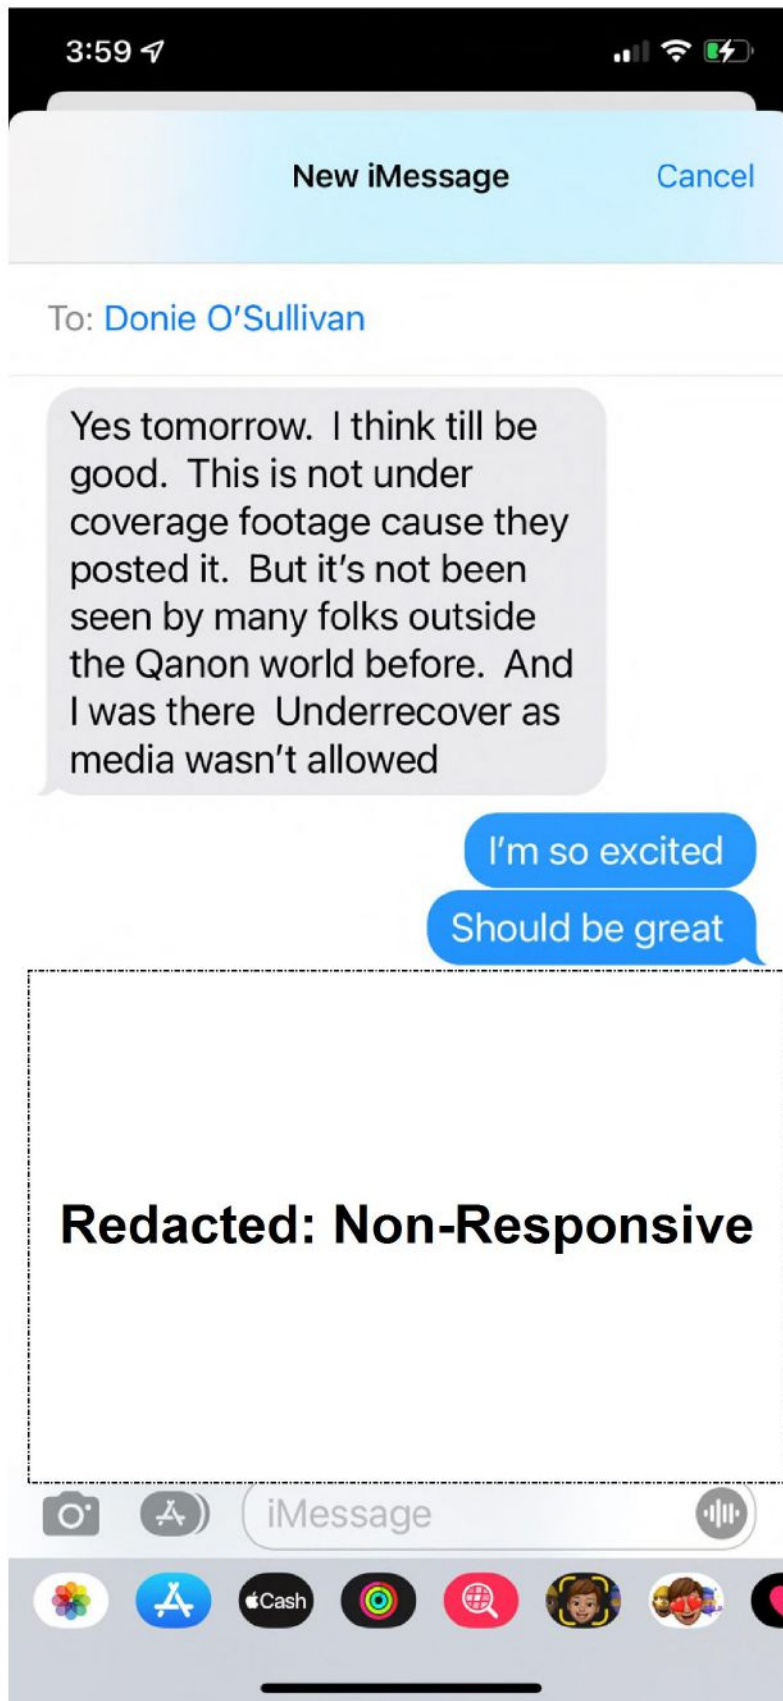 3:59
New iMessage
Cancel
To: Donie O'Sullivan
Yes tomorrow.  I think till be
good.  This is not under
coverage footage cause they
posted it.  But it's not been
seen by many folks outside
the Qanon world before.  And
I was there  Underrecover as
media wasn't allowed
I'm so excited
Should be great
Redacted: Non-Responsive
iMessage
Cash